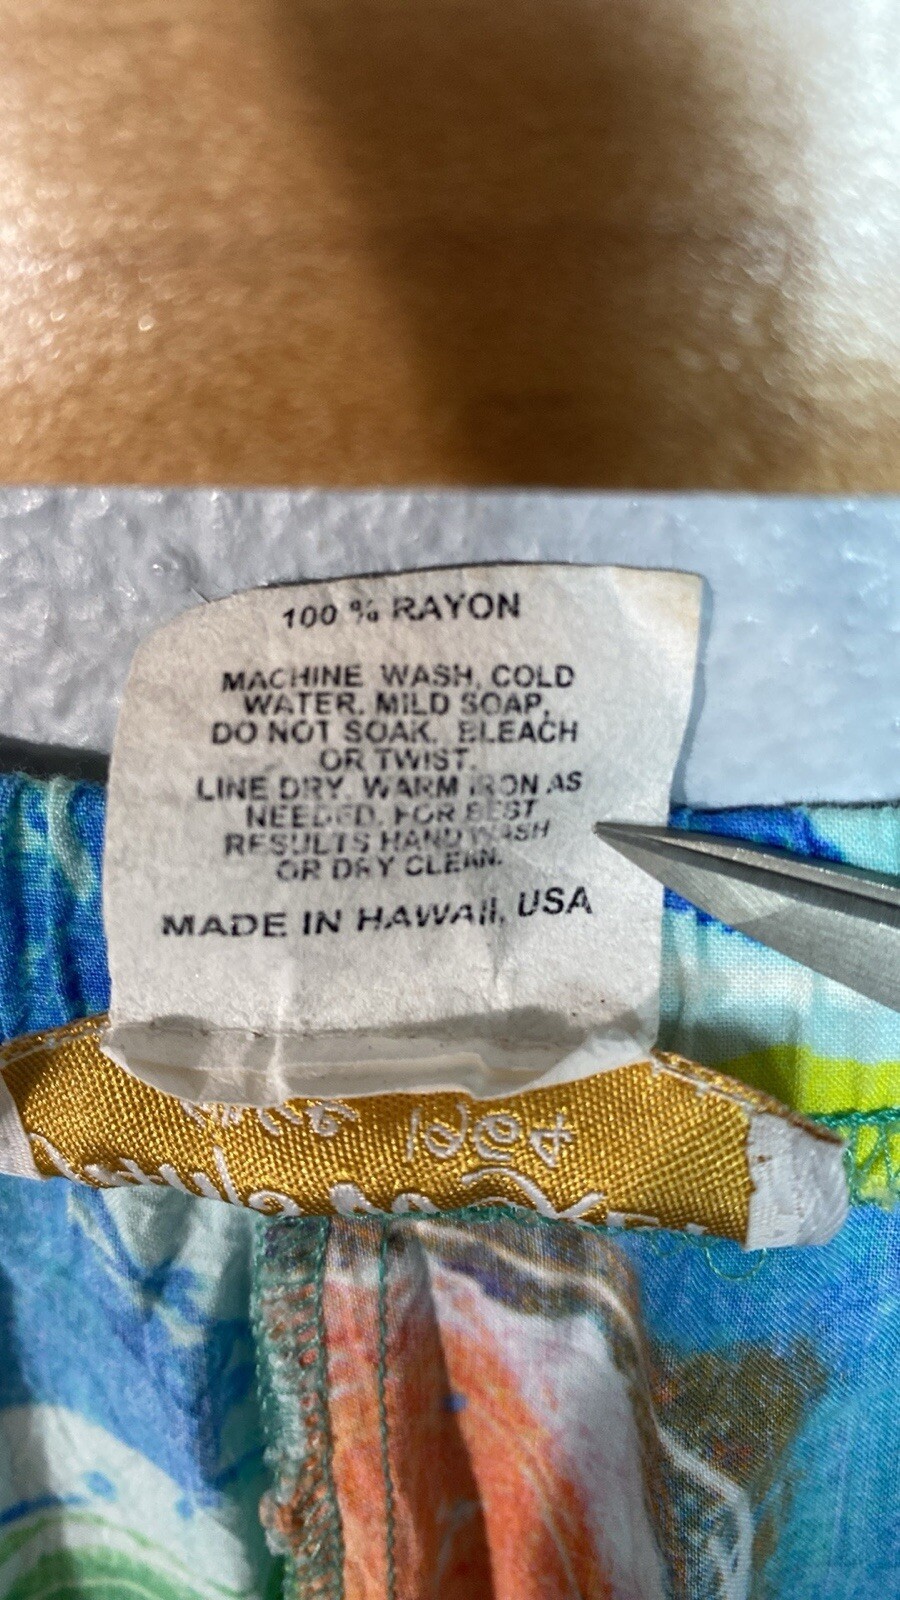 100 % RAYON
MACHINE WASH, COLD
WATER. MILD SOAP,
DO NOT SOAK, BLEACH
OR TWIST.
LINE DRY. WARM IRON AS
NEEDED. FOR BEST
RESULTS HAND WASH
OR DRY CLEAN.
MADE IN HAWAII, USA